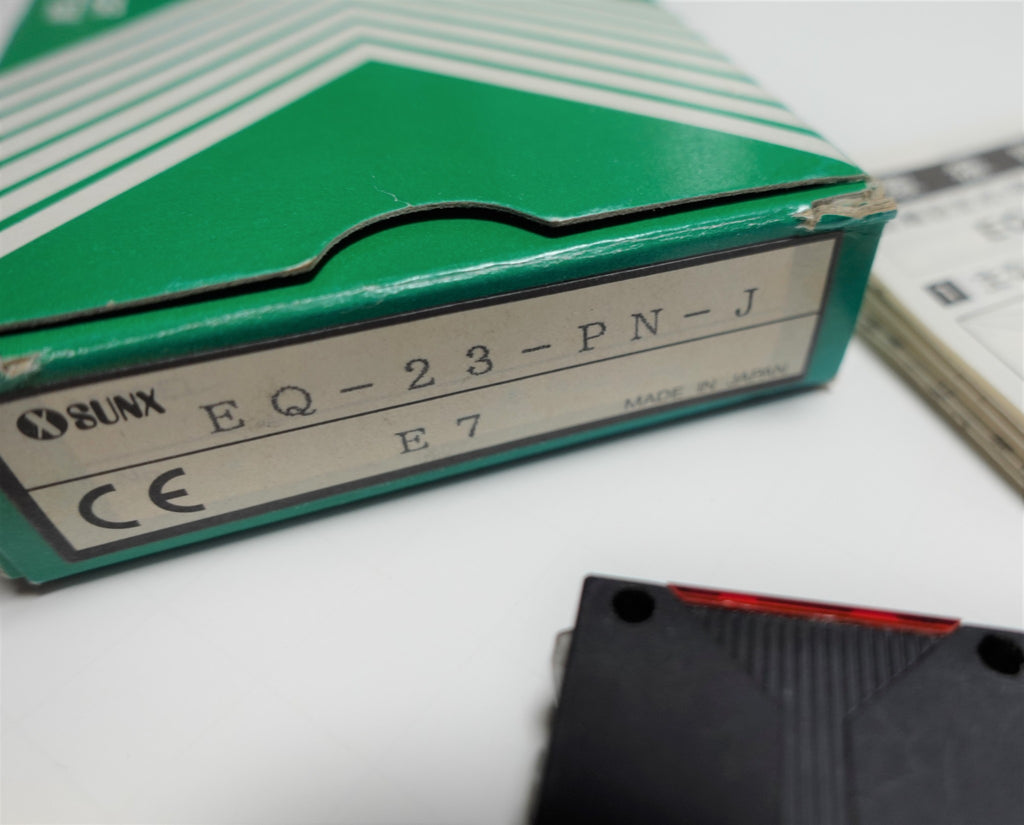 SUNX EQ-23-PN-J
E7 MADE IN JAPAN
CE